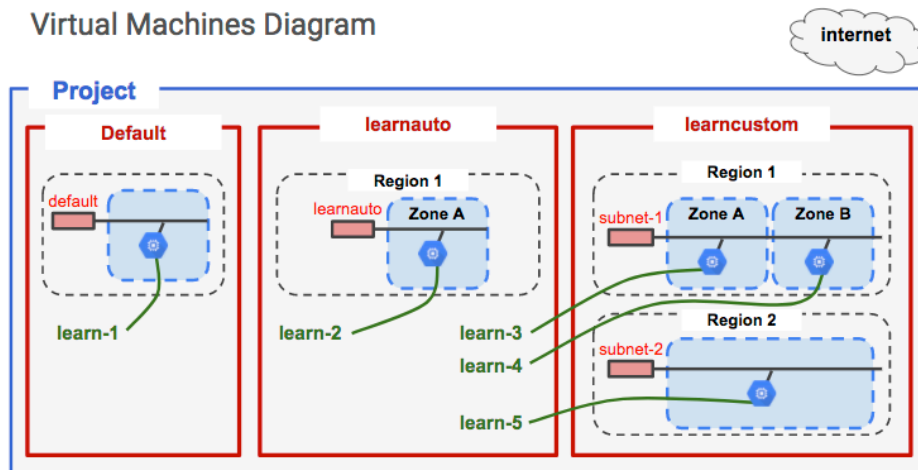 Virtual Machines Diagram
internet
Project
Default
default
learn-1
learnauto
Region 1
learnauto
Zone A
learn-2
learncustom
Region 1
subnet-1
Zone A
Zone B
learn-3
learn-4
Region 2
subnet-2
learn-5